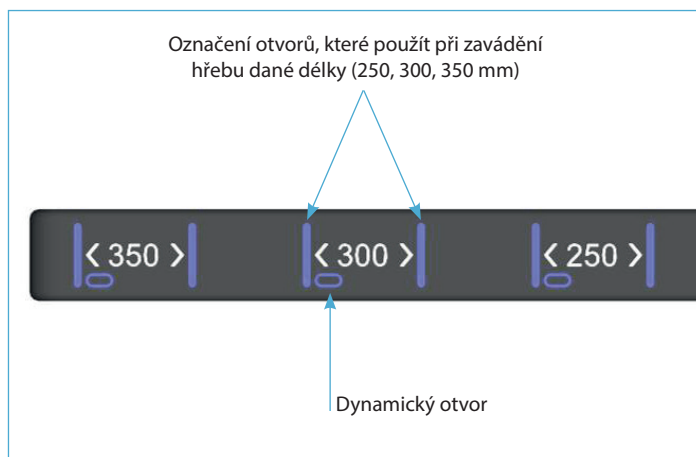 Označení otvorů, které použít při zavádění
hřebu dané délky (250, 300, 350 mm)
< 350 > < 300 > < 250 >
Dynamický otvor